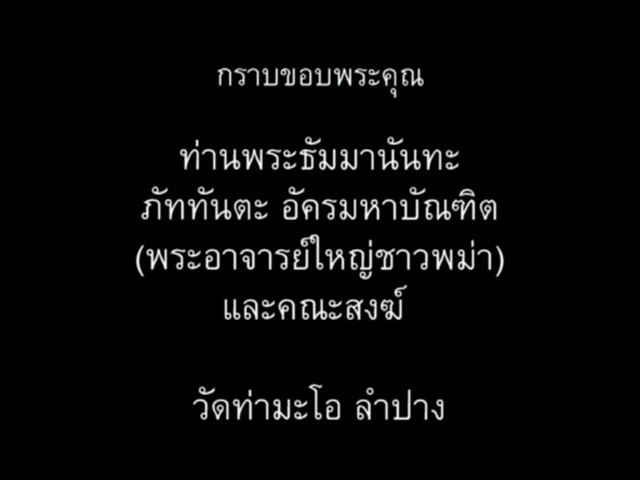 กราบขอบพระคุณ
ท่านพระธัมมานันทะ
ภัททันตะ อัครมหาบัณฑิต
(พระอาจารย์ใหญ่ชาวพม่า)
และคณะสงฆ์
วัดท่ามะโอ ลำปาง